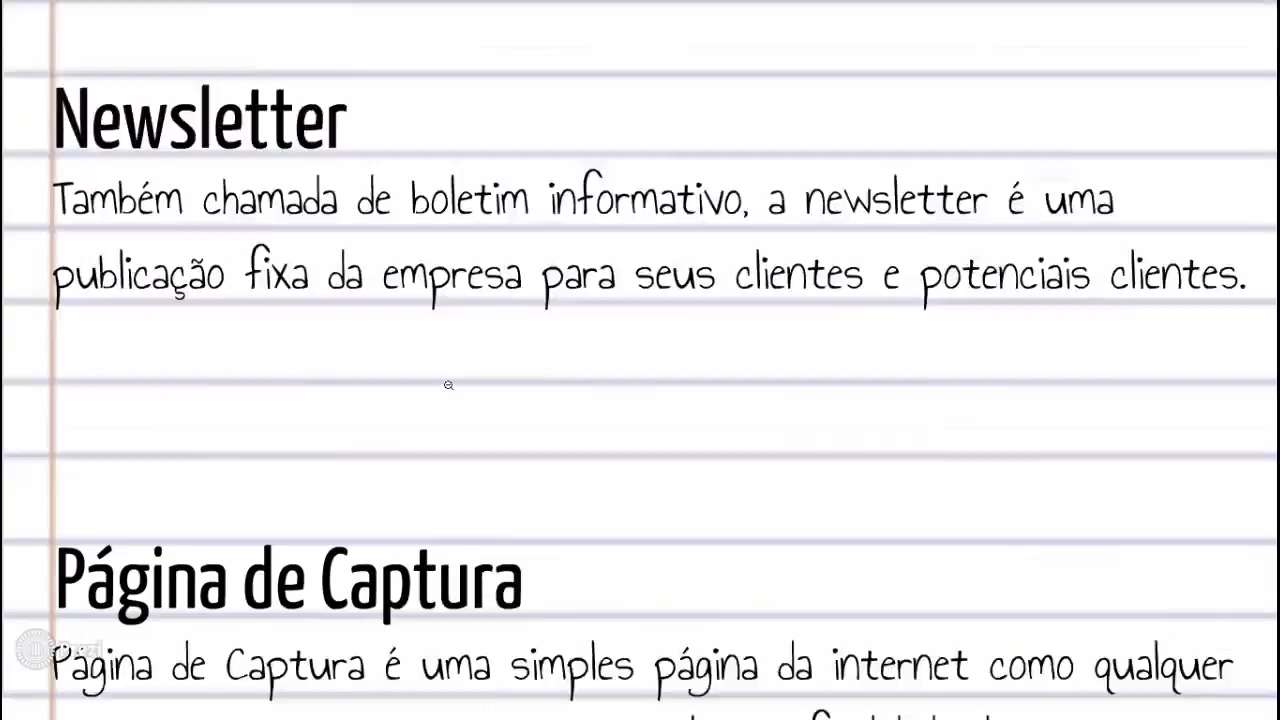 Newsletter
Também chamada de boletim informativo, a newsletter é uma
publicação fixa da empresa para seus clientes e potenciais clientes.
Página de Captura
Prezi
Página de Captura é uma simples página da internet como qualquer